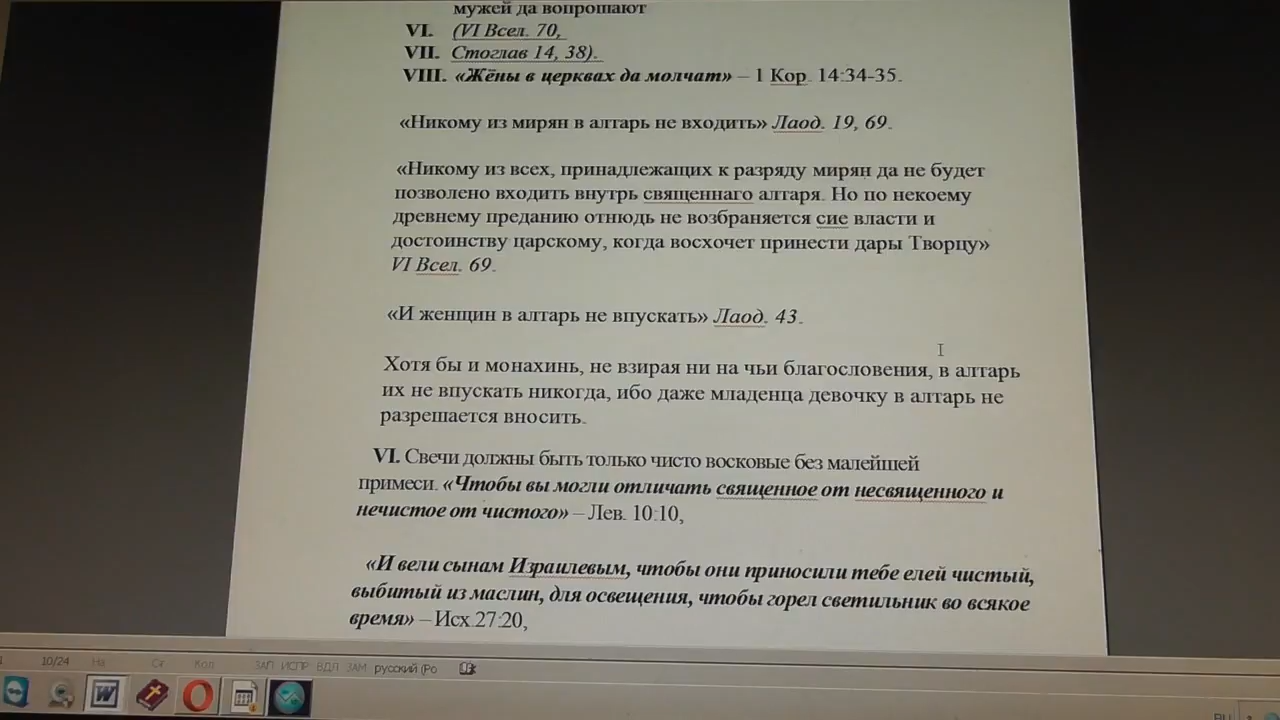 мужей да вопрошают
VI. (VI Всел. 70,
VII. Стоглав 14, 38).
VIII. «Жёны в церквах да молчат» – 1 Кор. 14:34-35.
«Никому из мирян в алтарь не входить» Лаод. 19, 69.
«Никому из всех, принадлежащих к разряду мирян да не будет
позволено входить внутрь священнаго алтаря. Но по некоему
древнему преданию отнюдь не возбраняется сие власти и
достоинству царскому, когда восхочет принести дары Творцу»
VI Всел. 69.
«И женщин в алтарь не впускать» Лаод. 43.
Хотя бы и монахинь, не взирая ни на чьи благословения, в алтарь
их не впускать никогда, ибо даже младенца девочку в алтарь не
разрешается вносить.
VI. Свечи должны быть только чисто восковые без малейшей
примеси. «Чтобы вы могли отличать священное от несвященного и
нечистое от чистого» – Лев. 10:10,
«И вели сынам Израилевым, чтобы они приносили тебе елей чистый,
выбитый из маслин, для освещения, чтобы горел светильник во всякое
время» – Исх.27:20,
10/24 На Ст Кол ЗАП ИСПР ВДЛ ЗАМ русский (Ро
RU